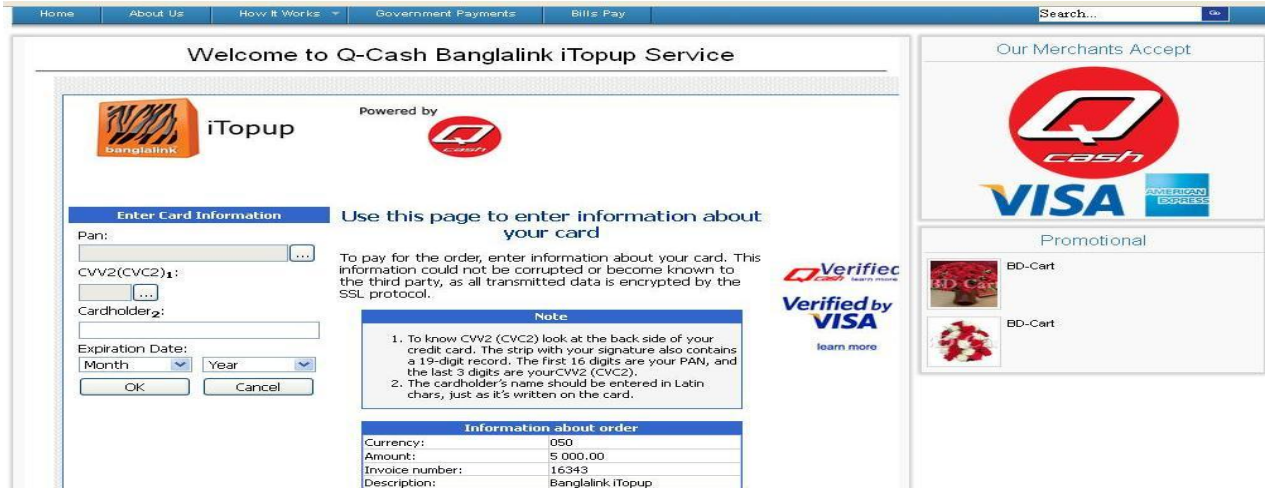 Home About Us How It Works Government Payments Bills Pay Search... Go
Welcome to Q-Cash Banglalink iTopup Service
banglalink
iTopup
Powered by
Q cash
Enter Card Information
Pan:
...
CVV2(CVC2)1:
...
Cardholder2:
Expiration Date:
Month Year
OK Cancel
Use this page to enter information about
your card
To pay for the order, enter information about your card. This
information could not be corrupted or become known to
the third party, as all transmitted data is encrypted by the
SSL protocol.
Note
1. To know CVV2 (CVC2) look at the back side of your
credit card. The strip with your signature also contains
a 19-digit record. The first 16 digits are your PAN, and
the last 3 digits are yourCVV2 (CVC2).
2. The cardholder's name should be entered in Latin
chars, just as it's written on the card.
Information about order
Currency: 050
Amount: 5 000.00
Invoice number: 16343
Description: Banglalink iTopup
Q cash Verified
learn more
Verified by
VISA
learn more
Our Merchants Accept
Q cash
VISA
AMERICAN
EXPRESS
Promotional
BD Cart
BD-Cart
BD-Cart